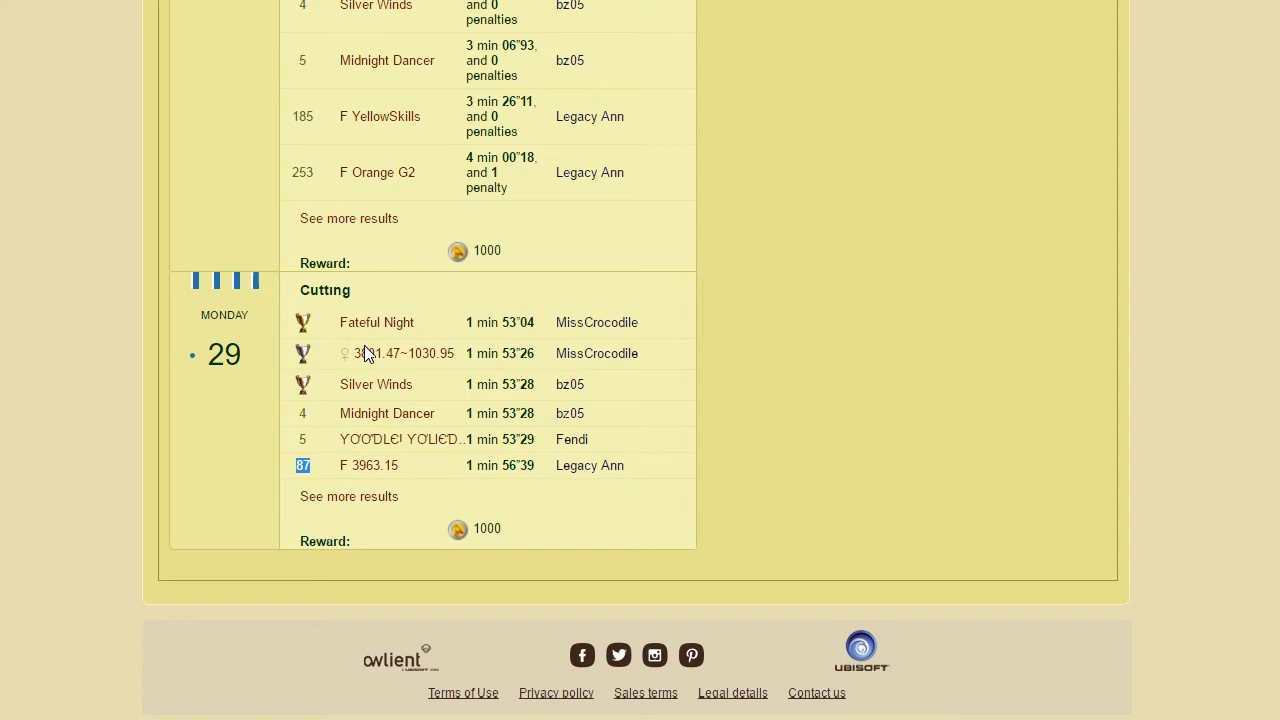 4 Silver Winds and 0 penalties bz05
5 Midnight Dancer 3 min 06"93, and 0 penalties bz05
185 F YellowSkills 3 min 26"11, and 0 penalties Legacy Ann
253 F Orange G2 4 min 00"18, and 1 penalty Legacy Ann
See more results
1000
Reward:
Cutting
MONDAY
29
Fateful Night 1 min 53"04 MissCrocodile
1 min 53"26 MissCrocodile
Silver Winds 1 min 53"28 bz05
4 Midnight Dancer 1 min 53"28 bz05
5 1 min 53"29 Fendi
87 F 3963.15 1 min 56"39 Legacy Ann
See more results
1000
Reward:
owlient
UBISOFT
Terms of Use Privacy policy Sales terms Legal details Contact us